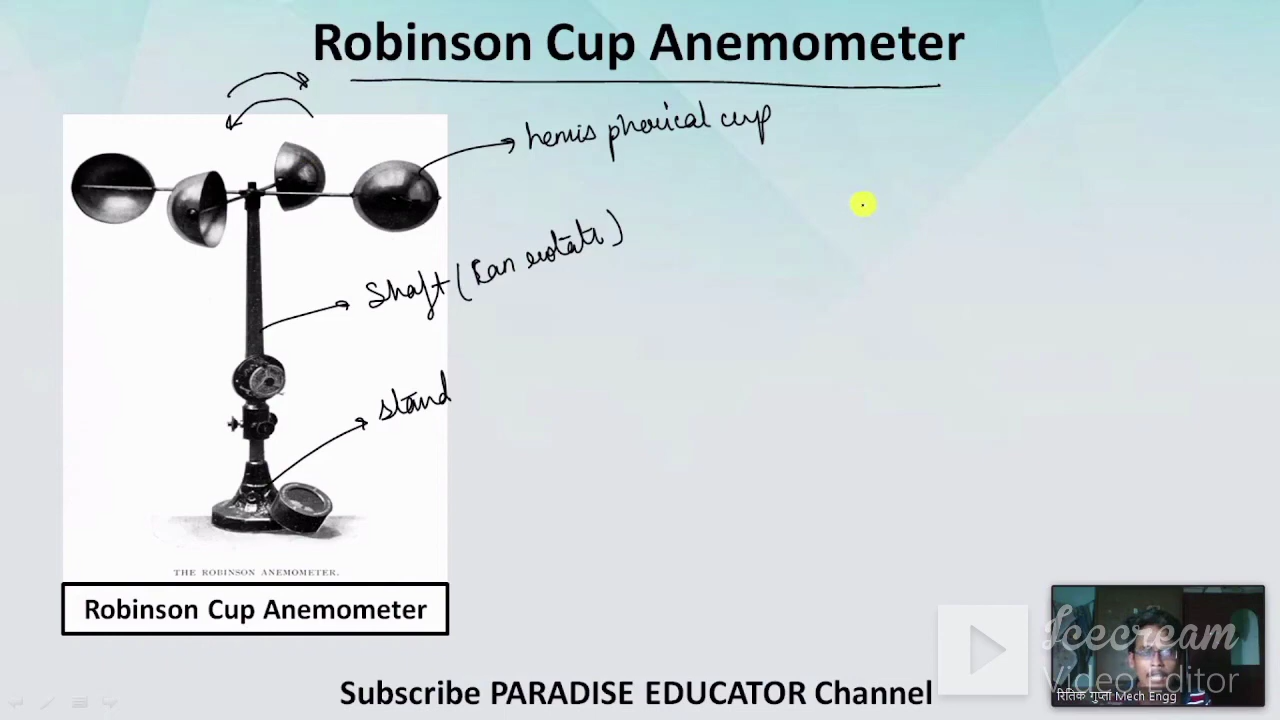 Robinson Cup Anemometer
hemispherical cup
Shaft (Can rotate)
stand
THE ROBINSON ANEMOMETER.
Robinson Cup Anemometer
Subscribe PARADISE EDUCATOR Channel
Icecream
Video Editor
रितिक गुप्ता Mech Engg